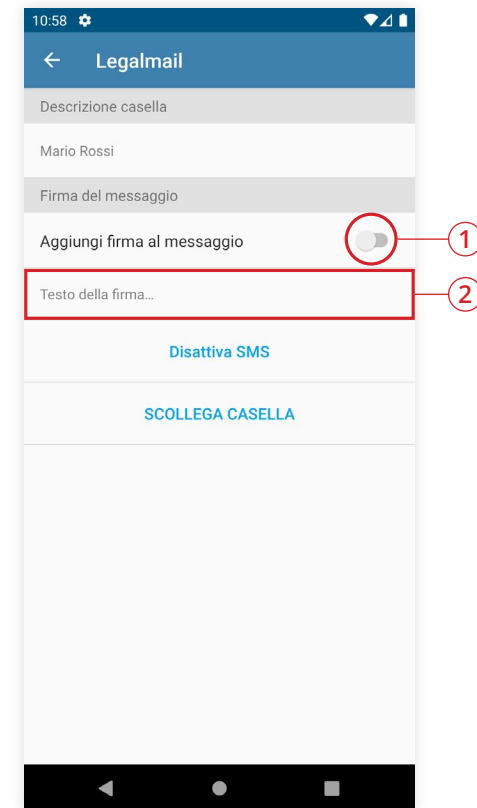 10:58
Legalmail
Descrizione casella
Mario Rossi
Firma del messaggio
Aggiungi firma al messaggio
1
Testo della firma...
2
Disattiva SMS
SCOLLEGA CASELLA